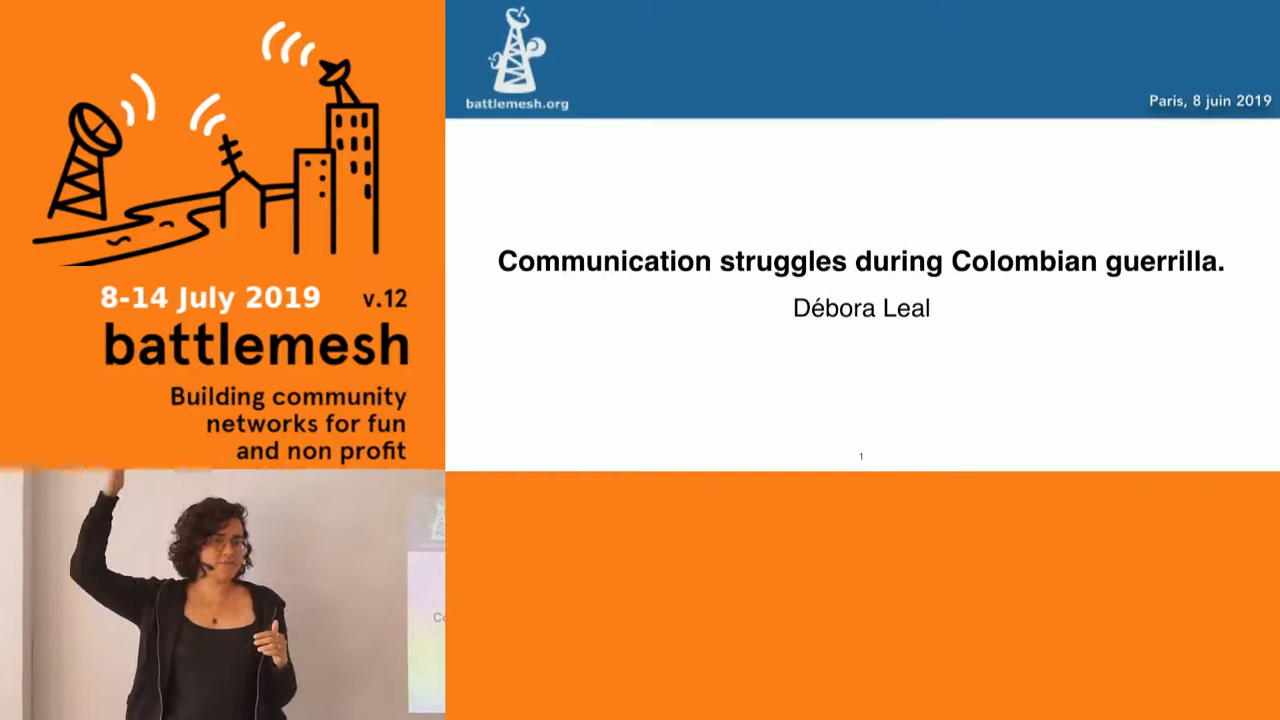 8-14 July 2019 v.12
battlemesh
Building community
networks for fun
and non profit
battlemesh.org
Paris, 8 juin 2019
Communication struggles during Colombian guerrilla.
Débora Leal
1
Co